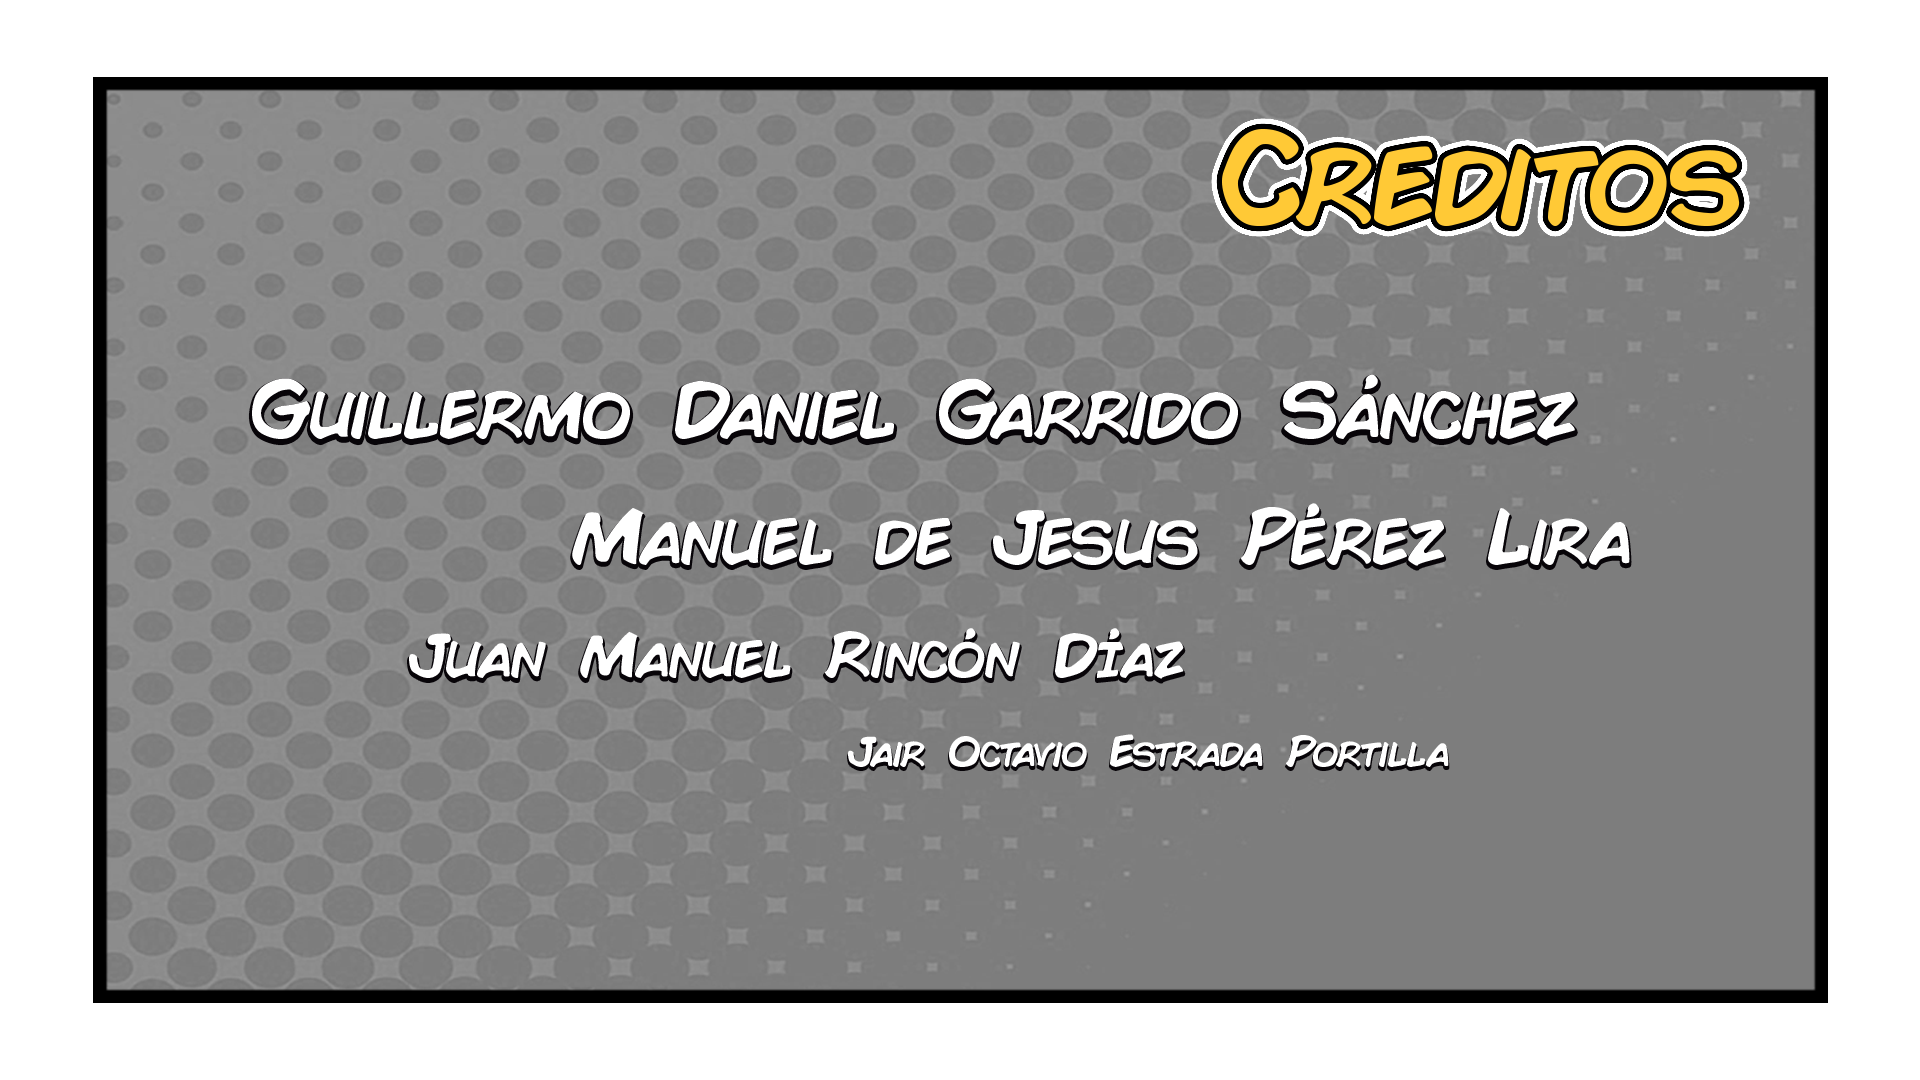 Creditos
Guillermo Daniel Garrido Sánchez
Manuel de Jesus Pérez Lira
Juan Manuel Rincón Díaz
Jair Octavio Estrada Portilla